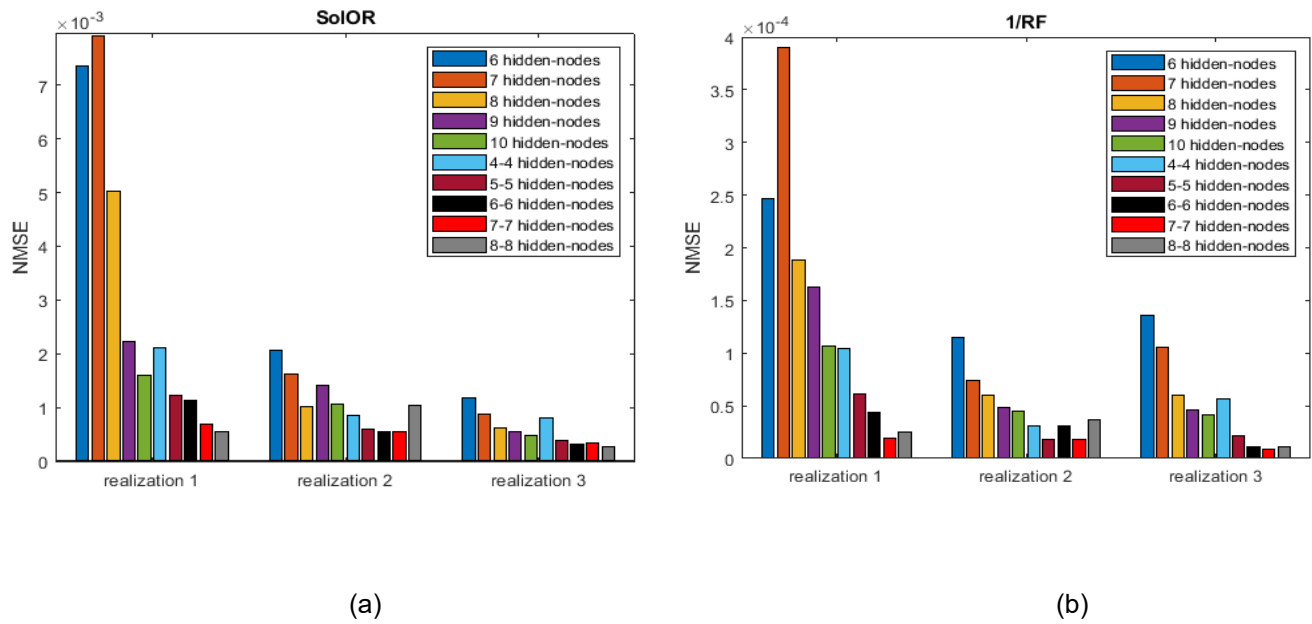 SolOR
×10⁻³
7
6
5
4
3
2
1
0
NMSE
realization 1
realization 2
realization 3
6 hidden-nodes
7 hidden-nodes
8 hidden-nodes
9 hidden-nodes
10 hidden-nodes
4-4 hidden-nodes
5-5 hidden-nodes
6-6 hidden-nodes
7-7 hidden-nodes
8-8 hidden-nodes
(a)
1/RF
×10⁻⁴
4
3.5
3
2.5
2
1.5
1
0.5
0
NMSE
realization 1
realization 2
realization 3
6 hidden-nodes
7 hidden-nodes
8 hidden-nodes
9 hidden-nodes
10 hidden-nodes
4-4 hidden-nodes
5-5 hidden-nodes
6-6 hidden-nodes
7-7 hidden-nodes
8-8 hidden-nodes
(b)